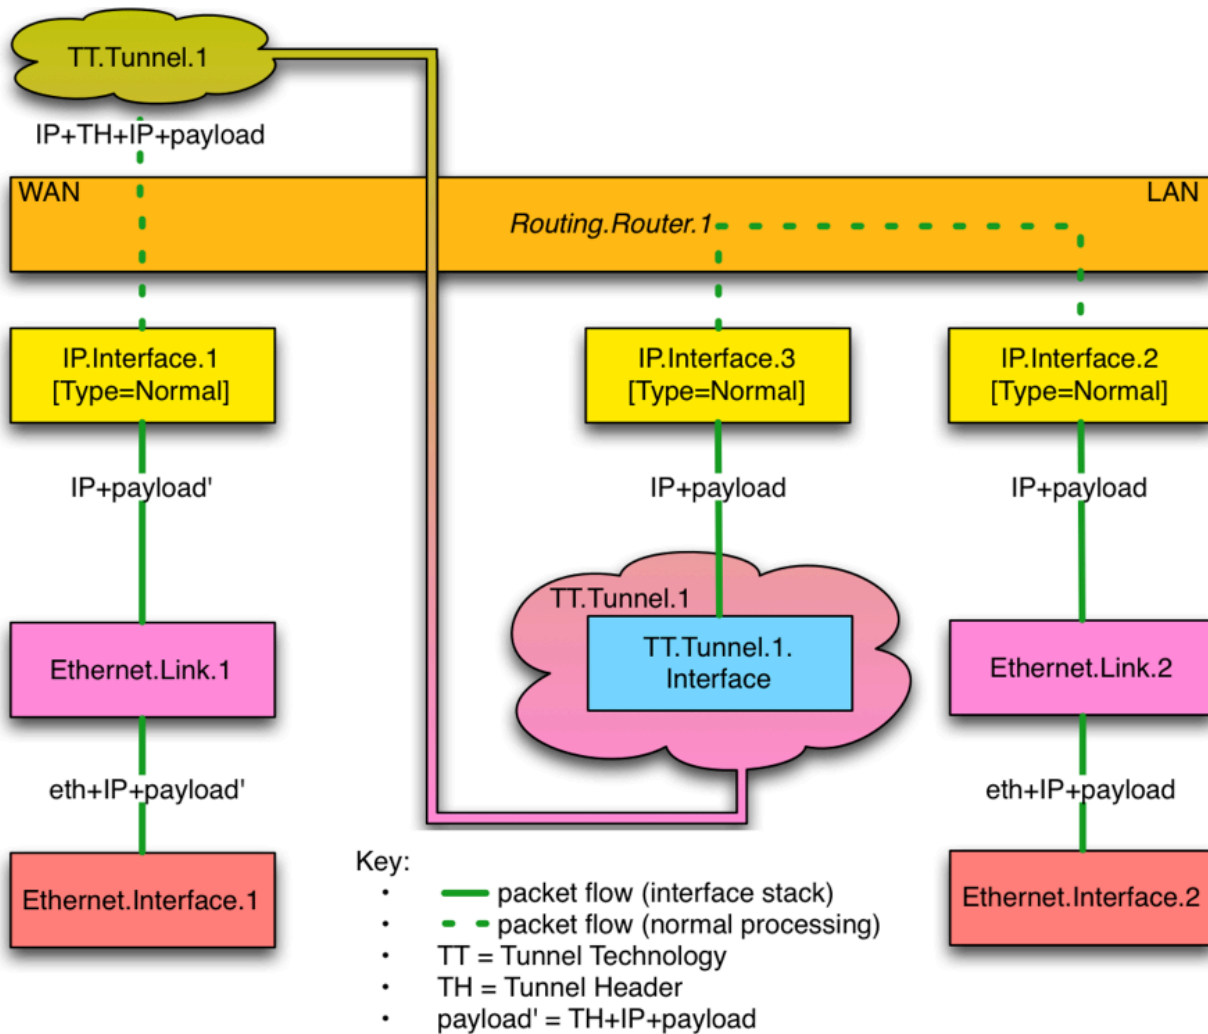 TT.Tunnel.1
IP+TH+IP+payload
WAN
LAN
Routing.Router.1
IP.Interface.1
[Type=Normal]
IP.Interface.3
[Type=Normal]
IP.Interface.2
[Type=Normal]
IP+payload'
IP+payload
IP+payload
TT.Tunnel.1
TT.Tunnel.1.
Interface
Ethernet.Link.1
Ethernet.Link.2
eth+IP+payload'
eth+IP+payload
Ethernet.Interface.1
Ethernet.Interface.2
Key:
• packet flow (interface stack)
• packet flow (normal processing)
• TT = Tunnel Technology
• TH = Tunnel Header
• payload' = TH+IP+payload